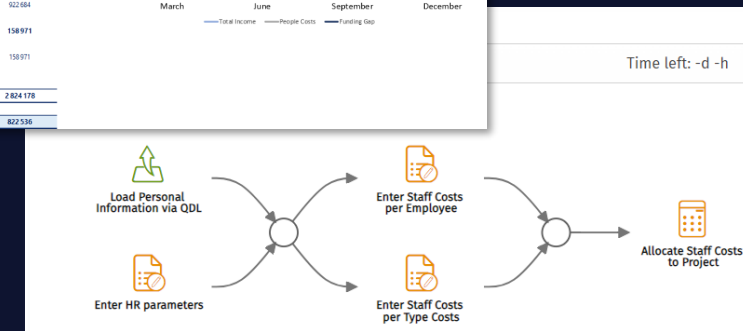 922 684
158 971
158 971
2 824 178
822 536
March June September December
Total Income People Costs Funding Gap
Time left: -d -h
Load Personal
Information via QDL
Enter Staff Costs
per Employee
Allocate Staff Costs
to Project
Enter HR parameters
Enter Staff Costs
per Type Costs